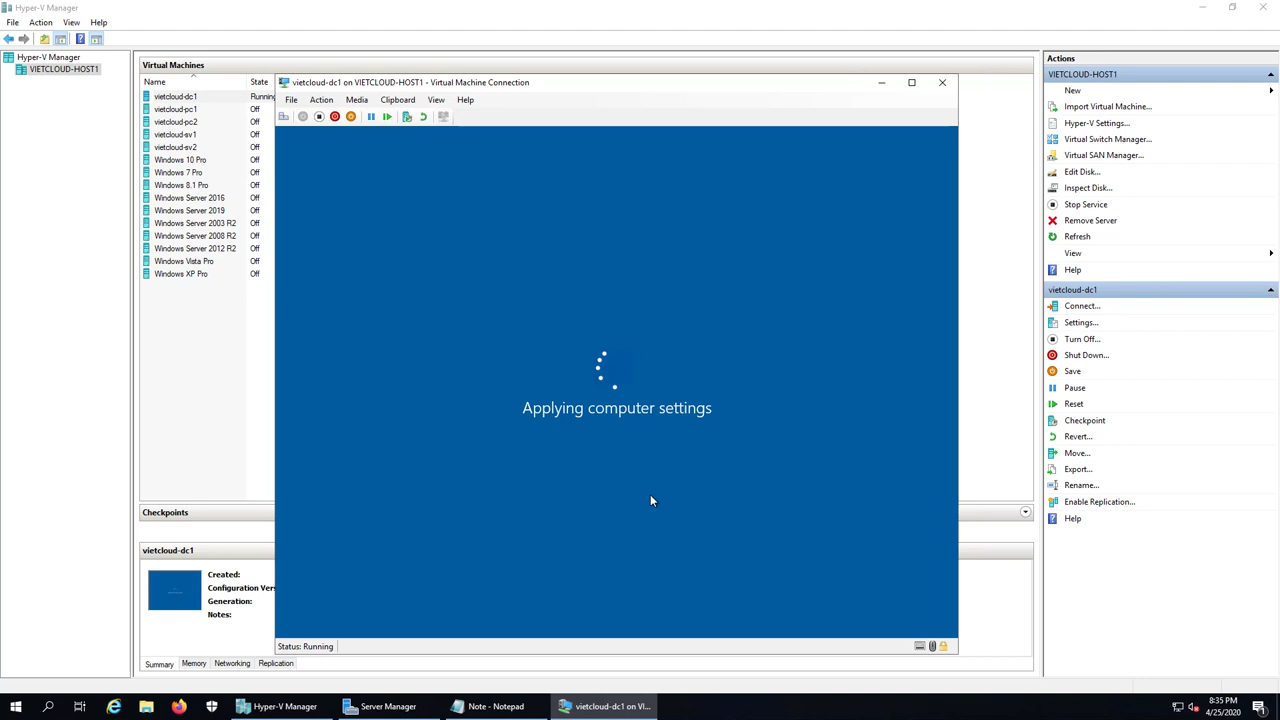 Hyper-V Manager
File Action View Help
Hyper-V Manager
VIETCLOUD-HOST1
Virtual Machines
Name State
vietcloud-dc1 Running
vietcloud-pc1 Off
vietcloud-pc2 Off
vietcloud-sv1 Off
vietcloud-sv2 Off
Windows 10 Pro Off
Windows 7 Pro Off
Windows 8.1 Pro Off
Windows Server 2016 Off
Windows Server 2019 Off
Windows Server 2003 R2 Off
Windows Server 2008 R2 Off
Windows Server 2012 R2 Off
Windows Vista Pro Off
Windows XP Pro Off
vietcloud-dc1 on VIETCLOUD-HOST1 - Virtual Machine Connection
File Action Media Clipboard View Help
Applying computer settings
Status: Running
Checkpoints
vietcloud-dc1
Created:
Configuration Vers
Generation:
Notes:
Summary Memory Networking Replication
Actions
VIETCLOUD-HOST1
New
Import Virtual Machine...
Hyper-V Settings...
Virtual Switch Manager...
Virtual SAN Manager...
Edit Disk...
Inspect Disk...
Stop Service
Remove Server
Refresh
View
Help
vietcloud-dc1
Connect...
Settings...
Turn Off...
Shut Down...
Save
Pause
Reset
Checkpoint
Revert...
Move...
Export...
Rename...
Enable Replication...
Help
Hyper-V Manager Server Manager Note - Notepad vietcloud-dc1 on VI...
8:35 PM
4/25/2020